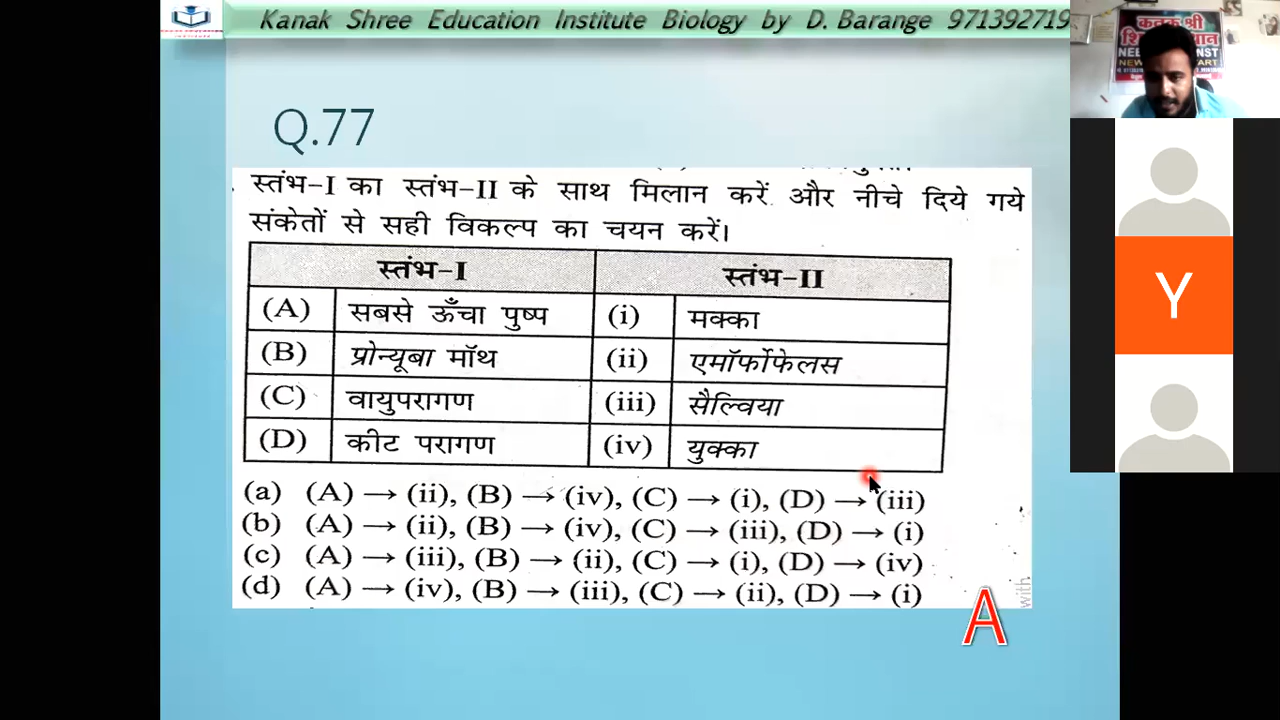 Kanak Shree Education Institute Biology by D. Barange 971392719
Q.77
स्तंभ-I का स्तंभ-II के साथ मिलान करें और नीचे दिये गये
संकेतों से सही विकल्प का चयन करें।
स्तंभ-I स्तंभ-II
(A) सबसे ऊँचा पुष्प (i) मक्का
(B) प्रोन्यूबा मॉथ (ii) एमॉर्फोफेलस
(C) वायुपरागण (iii) सैल्विया
(D) कीट परागण (iv) युक्का
(a) (A) → (ii), (B) → (iv), (C) → (i), (D) → (iii)
(b) (A) → (ii), (B) → (iv), (C) → (iii), (D) → (i)
(c) (A) → (iii), (B) → (ii), (C) → (i), (D) → (iv)
(d) (A) → (iv), (B) → (iii), (C) → (ii), (D) → (i)
with
A
कनक श्री
Y